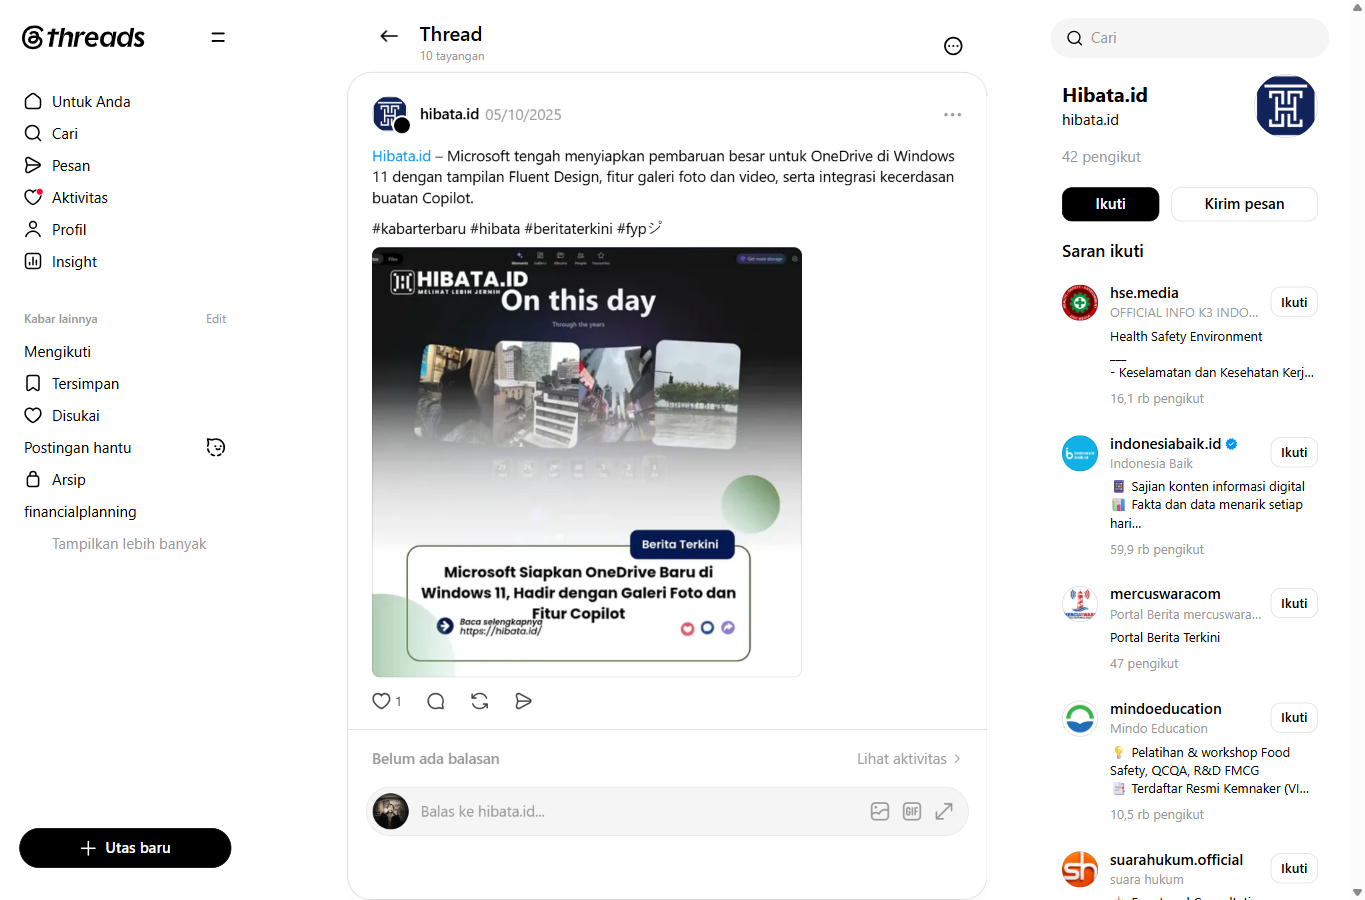 threads
Untuk Anda
Cari
Pesan
Aktivitas
Profil
Insight
Kabar lainnya
Edit
Mengikuti
Tersimpan
Disukai
Postingan hantu
Arsip
financialplanning
Tampilkan lebih banyak
Utas baru
Thread
10 tayangan
hibata.id 05/10/2025
Hibata.id – Microsoft tengah menyiapkan pembaruan besar untuk OneDrive di Windows
11 dengan tampilan Fluent Design, fitur galeri foto dan video, serta integrasi kecerdasan
buatan Copilot.
#kabarterbaru #hibata #beritaterkini #fypシ
Files
Get more storage
HIBATA.ID
MELIHAT LEBIH JERNIH
On this day
Through the years
Berita Terkini
Microsoft Siapkan OneDrive Baru di
Windows 11, Hadir dengan Galeri Foto dan
Fitur Copilot
Baca selengkapnya
https://hibata.id/
1
Belum ada balasan
Lihat aktivitas
Balas ke hibata.id...
GIF
Cari
Hibata.id
hibata.id
42 pengikut
Ikuti
Kirim pesan
Saran ikuti
hse.media
Ikuti
OFFICIAL INFO K3 INDO...
Health Safety Environment
___
- Keselamatan dan Kesehatan Kerj...
16,1 rb pengikut
indonesiabaik.id
Ikuti
Indonesia Baik
Sajian konten informasi digital
Fakta dan data menarik setiap
hari...
59,9 rb pengikut
mercuswaracom
Ikuti
Portal Berita mercuswara...
Portal Berita Terkini
47 pengikut
mindoeducation
Ikuti
Mindo Education
Pelatihan & workshop Food
Safety, QCQA, R&D FMCG
Terdaftar Resmi Kemnaker (VI...
10,5 rb pengikut
suarahukum.official
Ikuti
suara hukum